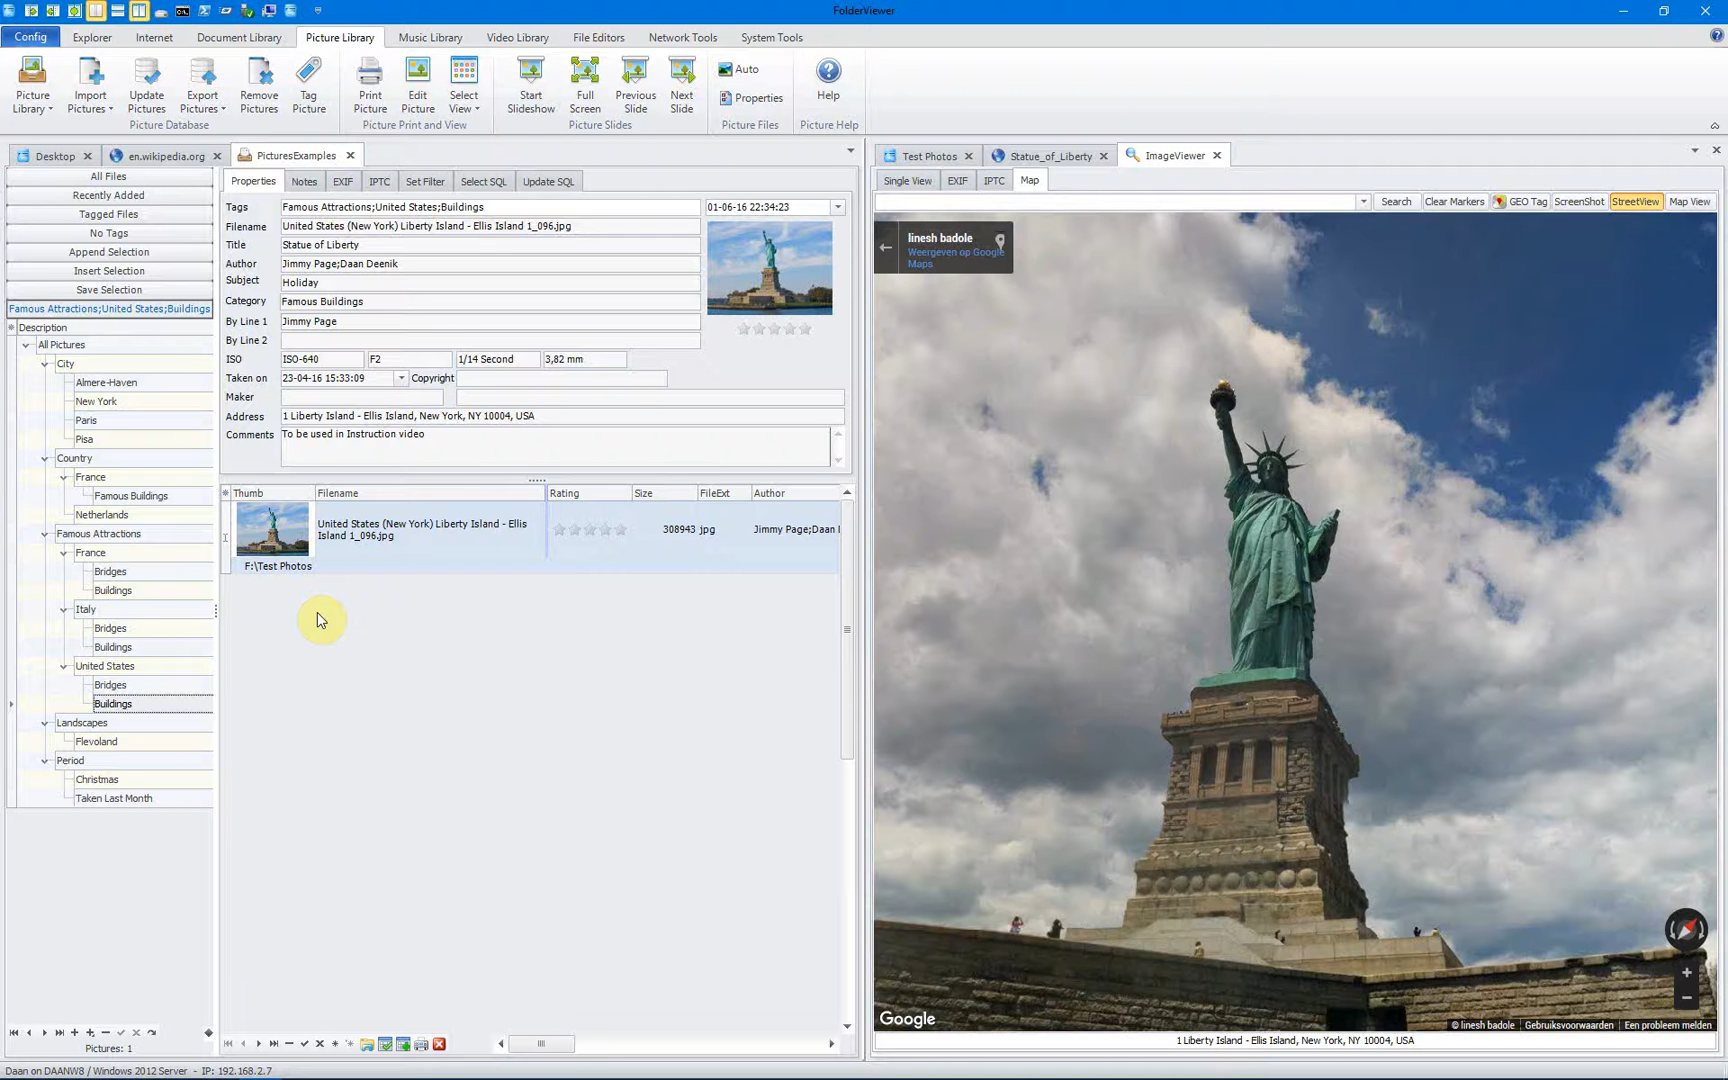 FolderViewer
Config Explorer Internet Document Library Picture Library Music Library Video Library File Editors Network Tools System Tools
Picture Library Import Pictures Update Pictures Export Pictures Remove Pictures Tag Picture Print Picture Edit Picture Select View Start Slideshow Full Screen Previous Slide Next Slide Auto Properties Help
Picture Database Picture Print and View Picture Slides Picture Files Picture Help
Desktop en.wikipedia.org PicturesExamples Test Photos Statue_of_Liberty ImageViewer
All Files
Recently Added
Tagged Files
No Tags
Append Selection
Insert Selection
Save Selection
Famous Attractions;United States;Buildings
Description
All Pictures
City
Almere-Haven
New York
Paris
Pisa
Country
France
Famous Buildings
Netherlands
Famous Attractions
France
Bridges
Buildings
Italy
Bridges
Buildings
United States
Bridges
Buildings
Landscapes
Flevoland
Period
Christmas
Taken Last Month
Pictures: 1
Properties Notes EXIF IPTC Set Filter Select SQL Update SQL
Tags Famous Attractions;United States;Buildings 01-06-16 22:34:23
Filename United States (New York) Liberty Island - Ellis Island 1_096.jpg
Title Statue of Liberty
Author Jimmy Page;Daan Deenik
Subject Holiday
Category Famous Buildings
By Line 1 Jimmy Page
By Line 2
ISO ISO-640 F2 1/14 Second 3,82 mm
Taken on 23-04-16 15:33:09 Copyright
Maker
Address 1 Liberty Island - Ellis Island, New York, NY 10004, USA
Comments To be used in Instruction video
Thumb Filename Rating Size FileExt Author
United States (New York) Liberty Island - Ellis
Island 1_096.jpg
308943 jpg Jimmy Page;Daan
F:\Test Photos
Single View EXIF IPTC Map
Search Clear Markers GEO Tag ScreenShot StreetView Map View
linesh badole
Weergeven op Google
Maps
Google
© linesh badole Gebruiksvoorwaarden Een probleem melden
1 Liberty Island - Ellis Island, New York, NY 10004, USA
Daan on DAANW8 / Windows 2012 Server - IP: 192.168.2.7